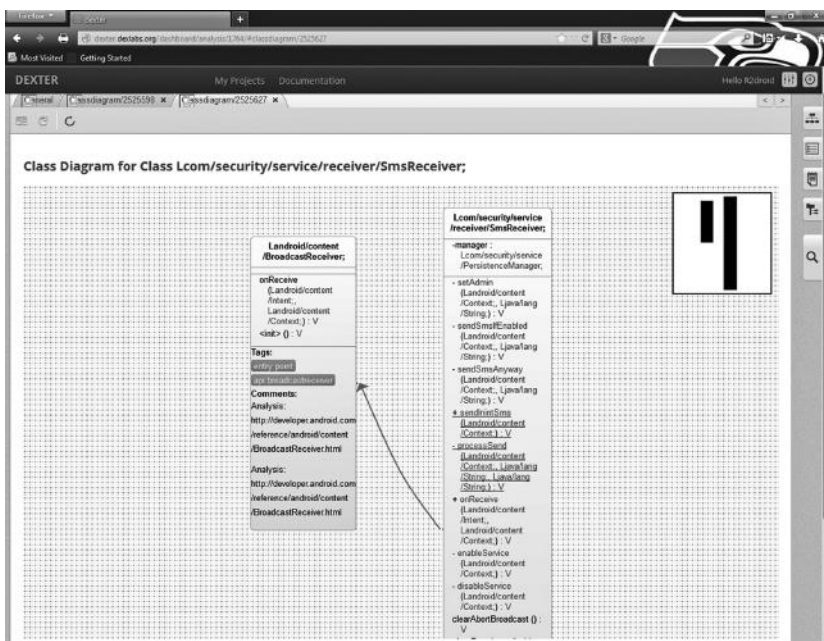 Firefox
dexter
dexter.dexlabs.org/dashboard/analysis/1764/#classdiagram/2525627
Google
Most Visited Getting Started
DEXTER My Projects Documentation Hello R2droid
General / Classdiagram/2525598 × / Classdiagram/2525627 ×
Class Diagram for Class Lcom/security/service/receiver/SmsReceiver;
Landroid/content
/BroadcastReceiver;
onReceive
(Landroid/content
/Intent;,
Landroid/content
/Context;) : V
<init> () : V
Tags:
entry point
api:broadcastreceiver
Comments:
Analysis:
http://developer.android.com
/reference/android/content
/BroadcastReceiver.html
Analysis:
http://developer.android.com
/reference/android/content
/BroadcastReceiver.html
Lcom/security/service
/receiver/SmsReceiver;
-manager :
Lcom/security/service
/PersistenceManager;
- setAdmin
(Landroid/content
/Context;, Ljava/lang
/String;) : V
- sendSmsIfEnabled
(Landroid/content
/Context;, Ljava/lang
/String;) : V
- sendSmsAnyway
(Landroid/content
/Context;, Ljava/lang
/String;) : V
+ sendInintSms
(Landroid/content
/Context;) : V
- processSend
(Landroid/content
/Context;, Ljava/lang
/String;, Ljava/lang
/String;) : V
+ onReceive
(Landroid/content
/Intent;,
Landroid/content
/Context;) : V
- enableService
(Landroid/content
/Context;) : V
- disableService
(Landroid/content
/Context;) : V
clearAbortBroadcast () :
V